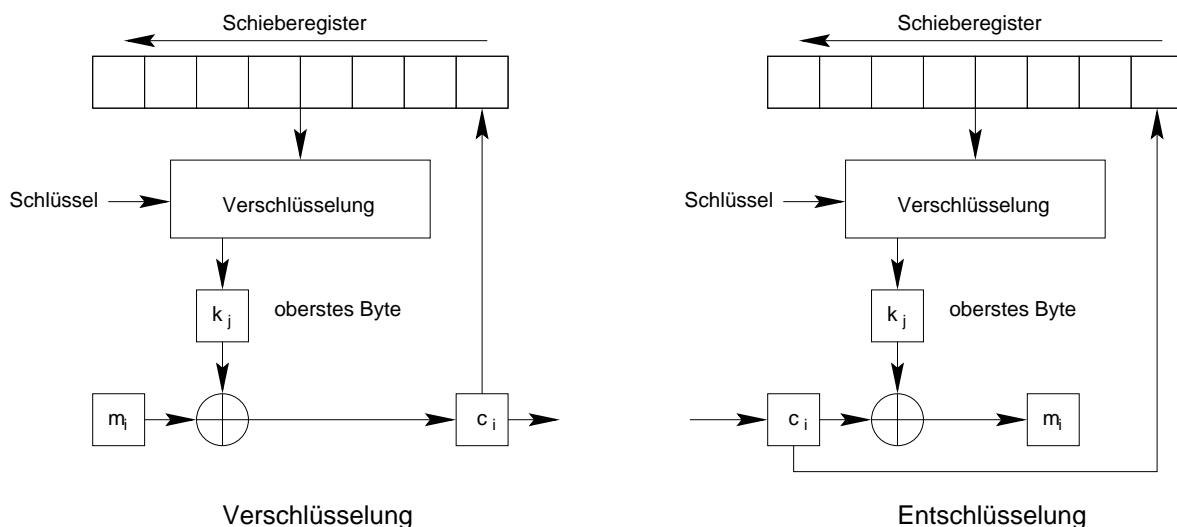 Schieberegister
Schlüssel
Verschlüsselung
k j
oberstes Byte
m i
c i
Verschlüsselung
Schieberegister
Schlüssel
Verschlüsselung
k j
oberstes Byte
c i
m i
Entschlüsselung